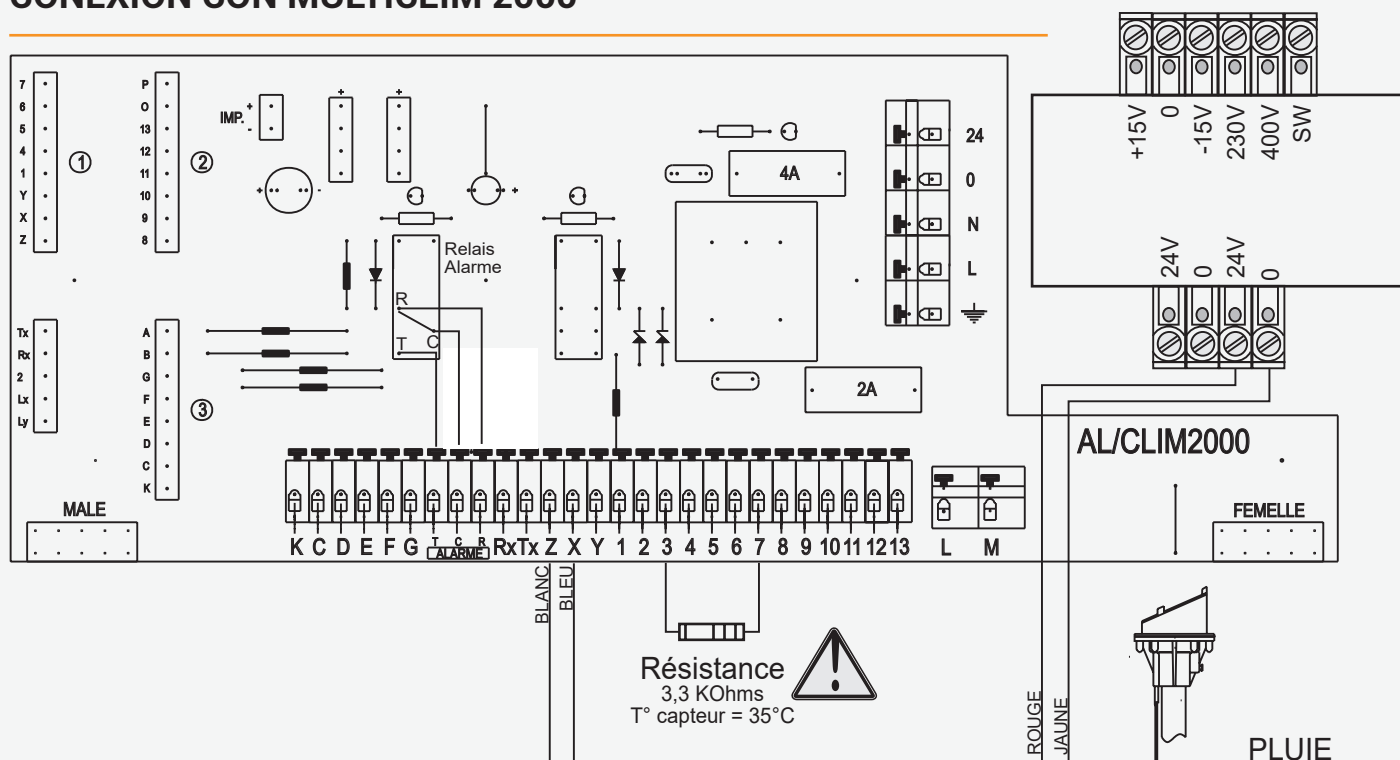 CONEXION CON MULTICLIM 2000
+15V
0
-15V
230V
400V
SW
24V
0
24V
0
7
6
5
4
1
Y
X
Z
1
P
O
13
12
11
10
9
8
2
IMP.
+
-
+
+
+
-
+
Relais
Alarme
R
T
C
4A
2A
24
0
N
L
Tx
Rx
2
Lx
Ly
A
B
G
F
E
D
C
K
3
MALE
AL/CLIM2000
FEMELLE
K C D E F G T C R Rx Tx Z X Y 1 2 3 4 5 6 7 8 9 10 11 12 13
ALARME
L M
BLANC
BLEU
Résistance
3,3 KOhms
T° capteur = 35°C
!
ROUGE
JAUNE
PLUIE